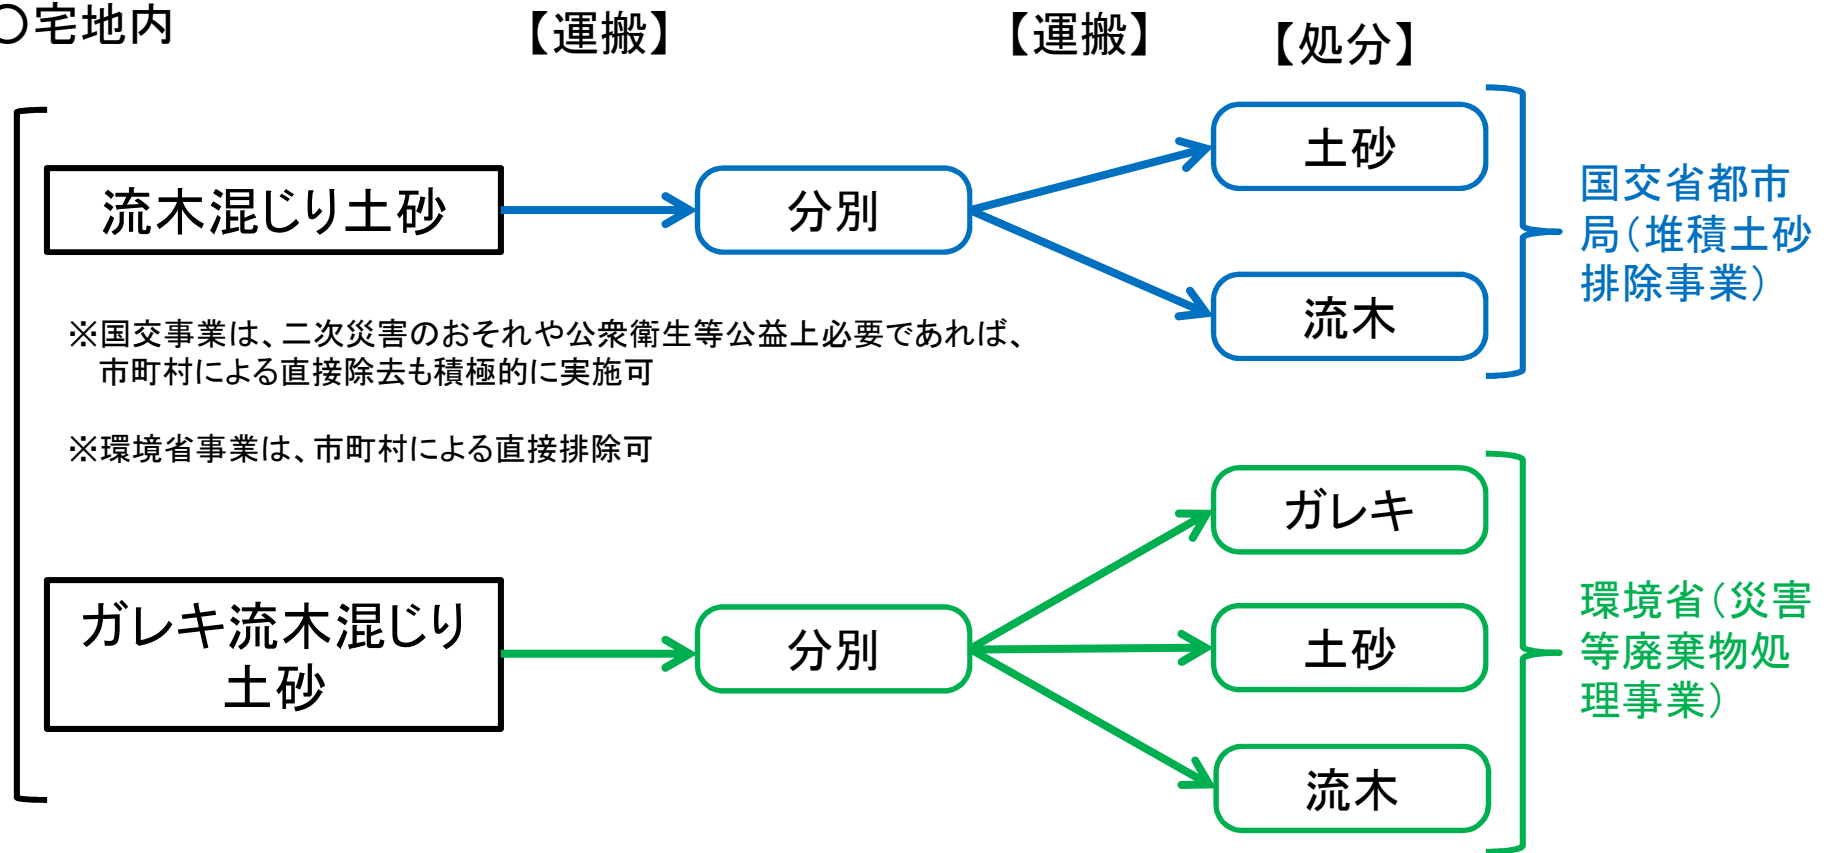 〇宅地内
【運搬】
【運搬】
【処分】
流木混じり土砂
分別
土砂
流木
国交省都市
局(堆積土砂
排除事業)
※国交事業は、二次災害のおそれや公衆衛生等公益上必要であれば、
市町村による直接除去も積極的に実施可
※環境省事業は、市町村による直接排除可
ガレキ流木混じり
土砂
分別
ガレキ
土砂
流木
環境省(災害
等廃棄物処
理事業)